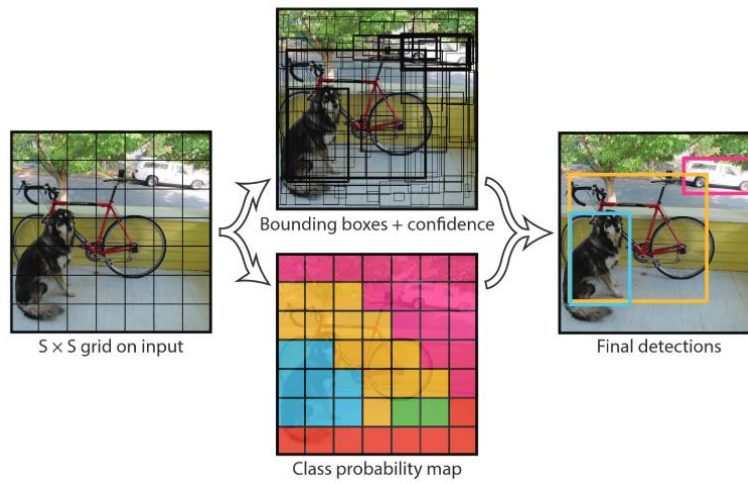 Bounding boxes + confidence
S × S grid on input
Final detections
Class probability map